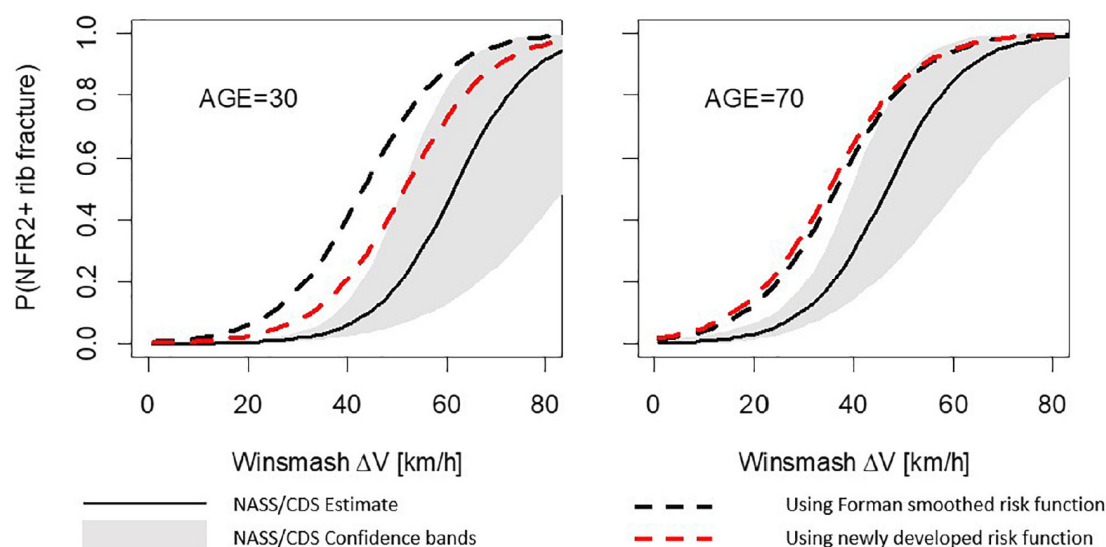 P(NFR2+ rib fracture)
1.0
0.8
0.6
0.4
0.2
0.0
AGE=30
AGE=70
0 20 40 60 80
0 20 40 60 80
Winsmash ΔV [km/h]
Winsmash ΔV [km/h]
NASS/CDS Estimate
Using Forman smoothed risk function
NASS/CDS Confidence bands
Using newly developed risk function